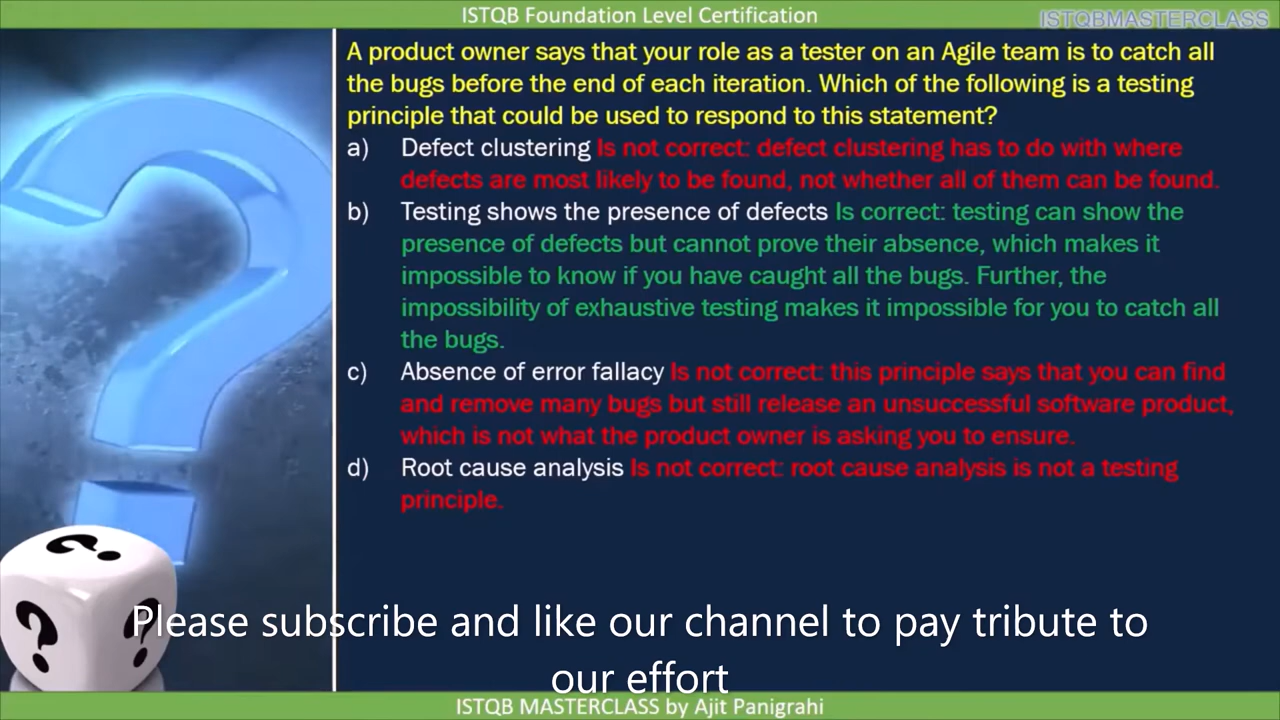 ISTQB Foundation Level Certification
ISTQBMASTERCLASS
A product owner says that your role as a tester on an Agile team is to catch all
the bugs before the end of each iteration. Which of the following is a testing
principle that could be used to respond to this statement?
a) Defect clustering Is not correct: defect clustering has to do with where
defects are most likely to be found, not whether all of them can be found.
b) Testing shows the presence of defects Is correct: testing can show the
presence of defects but cannot prove their absence, which makes it
impossible to know if you have caught all the bugs. Further, the
impossibility of exhaustive testing makes it impossible for you to catch all
the bugs.
c) Absence of error fallacy Is not correct: this principle says that you can find
and remove many bugs but still release an unsuccessful software product,
which is not what the product owner is asking you to ensure.
d) Root cause analysis Is not correct: root cause analysis is not a testing
principle.
Please subscribe and like our channel to pay tribute to
our effort
ISTQB MASTERCLASS by Ajit Panigrahi